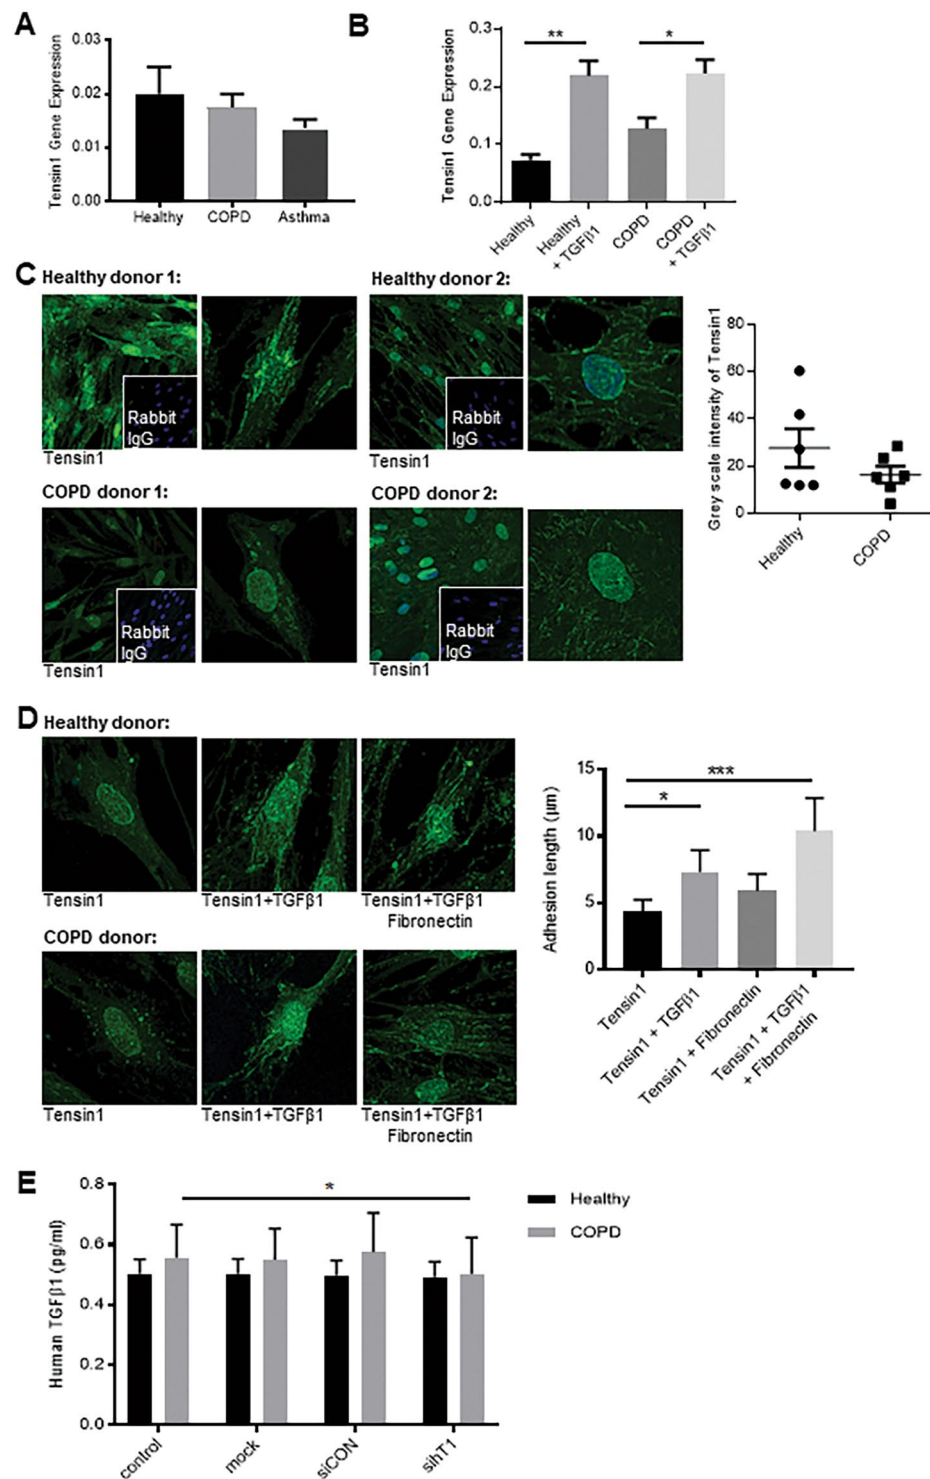 A
Tensin1 Gene Expression
0.03
0.02
0.01
0.00
Healthy
COPD
Asthma
B
Tensin1 Gene Expression
0.3
0.2
0.1
0.0
**
*
Healthy
Healthy
+ TGFβ1
COPD
COPD
+ TGFβ1
C
Healthy donor 1:
Rabbit
IgG
Tensin1
Healthy donor 2:
Rabbit
IgG
Tensin1
COPD donor 1:
Rabbit
IgG
Tensin1
COPD donor 2:
Rabbit
IgG
Tensin1
Grey scale intensity of Tensin1
80
60
40
20
0
Healthy
COPD
D
Healthy donor:
Tensin1
Tensin1+TGFβ1
Tensin1+TGFβ1
Fibronectin
COPD donor:
Tensin1
Tensin1+TGFβ1
Tensin1+TGFβ1
Fibronectin
Adhesion length (μm)
15
10
5
0
***
*
Tensin1
Tensin1 + TGFβ1
Tensin1 + Fibronectin
Tensin1 + TGFβ1
+ Fibronectin
E
Human TGFβ1 (pg/ml)
0.8
0.6
0.4
0.2
0.0
*
control
mock
siCON
sihT1
Healthy
COPD